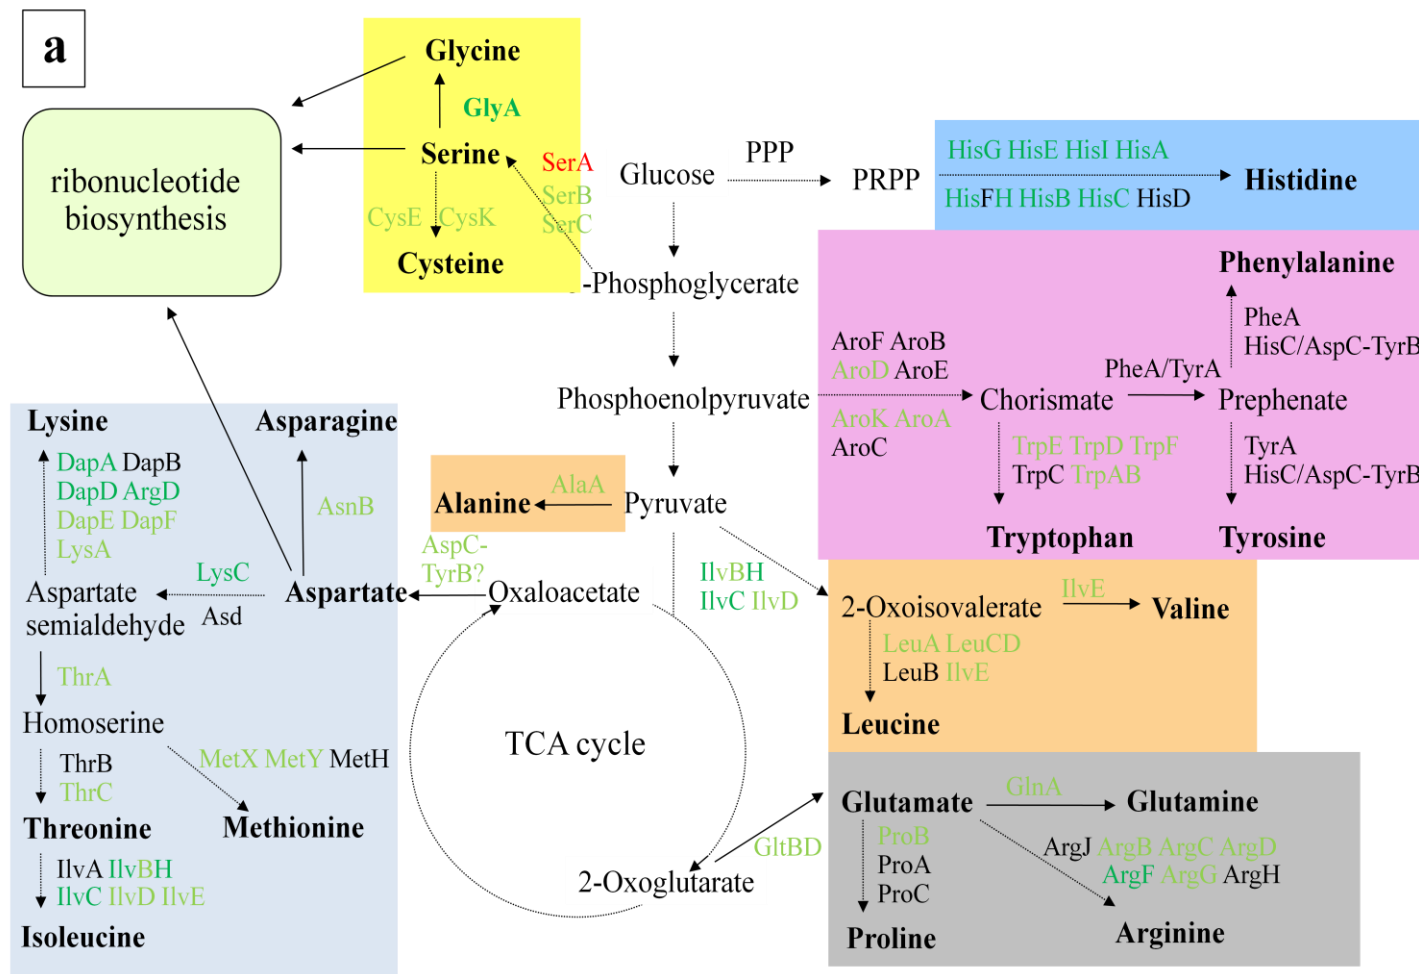 a
Glycine
GlyA
Serine
SerA
SerB
SerC
CysE CysK
Cysteine
ribonucleotide
biosynthesis
Glucose
PPP
PRPP
HisG HisE HisI HisA
HisFH HisB HisC HisD
Histidine
-Phosphoglycerate
Phosphoenolpyruvate
AroF AroB
AroD AroE
AroK AroA
AroC
Chorismate
PheA/TyrA
Prephenate
Phenylalanine
PheA
HisC/AspC-TyrB
TyrA
HisC/AspC-TyrB
Tyrosine
TrpE TrpD TrpF
TrpC TrpAB
Tryptophan
Lysine
Asparagine
DapA DapB
DapD ArgD
DapE DapF
LysA
AsnB
Alanine
AlaA
Pyruvate
AspC-
TyrB?
LysC
Asd
Aspartate
semialdehyde
Aspartate
Oxaloacetate
IlvBH
IlvC IlvD
2-Oxoisovalerate
IlvE
Valine
LeuA LeuCD
LeuB IlvE
Leucine
ThrA
Homoserine
ThrB
ThrC
MetX MetY MetH
Threonine
Methionine
IlvA IlvBH
IlvC IlvD IlvE
Isoleucine
TCA cycle
2-Oxoglutarate
GltBD
Glutamate
GlnA
Glutamine
ProB
ProA
ProC
Proline
ArgJ ArgB ArgC ArgD
ArgF ArgG ArgH
Arginine